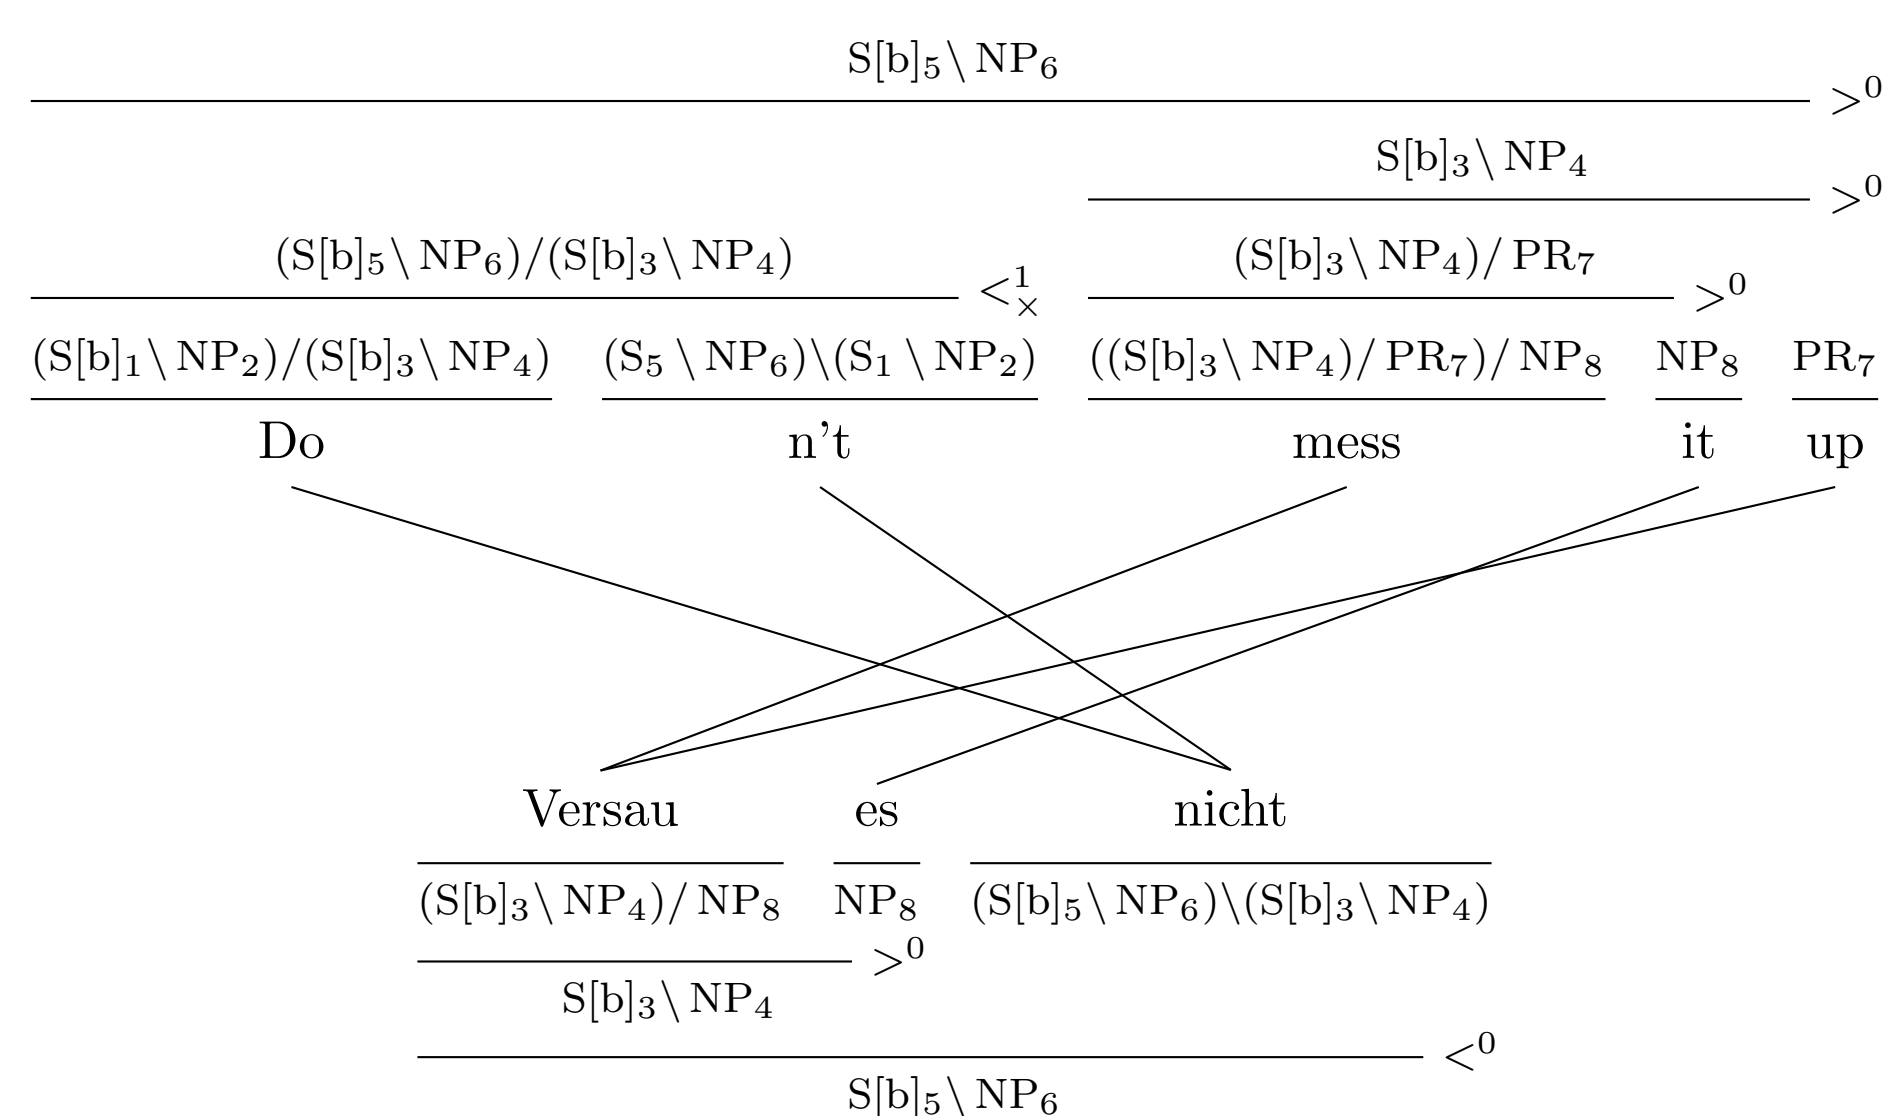 S[b]₅\ NP₆
>⁰
S[b]₃\ NP₄
>⁰
(S[b]₅\ NP₆)/(S[b]₃\ NP₄) <¹ₓ (S[b]₃\ NP₄)/ PR₇ >⁰
(S[b]₁\ NP₂)/(S[b]₃\ NP₄) (S₅ \ NP₆)\(S₁ \ NP₂) ((S[b]₃\ NP₄)/ PR₇)/ NP₈ NP₈ PR₇
Do n't mess it up
Versau es nicht
(S[b]₃\ NP₄)/ NP₈ NP₈ (S[b]₅\ NP₆)\(S[b]₃\ NP₄)
>⁰
S[b]₃\ NP₄
<⁰
S[b]₅\ NP₆